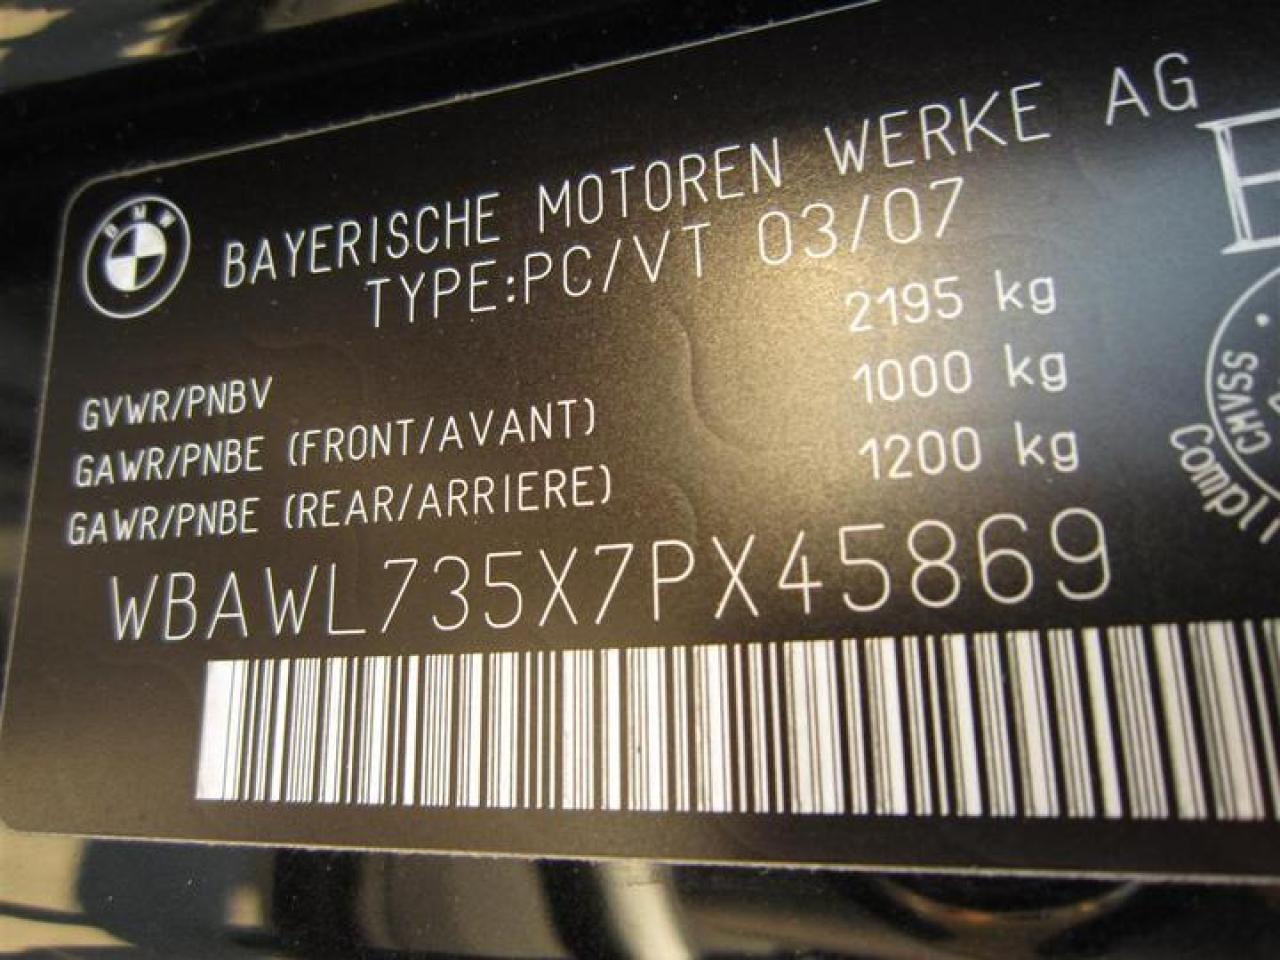 BMW
BAYERISCHE MOTOREN WERKE AG
TYPE:PC/VT 03/07
GVWR/PNBV 2195 kg
GAWR/PNBE (FRONT/AVANT) 1000 kg
GAWR/PNBE (REAR/ARRIERE) 1200 kg
WBAWL735X7PX45869
CMVSS